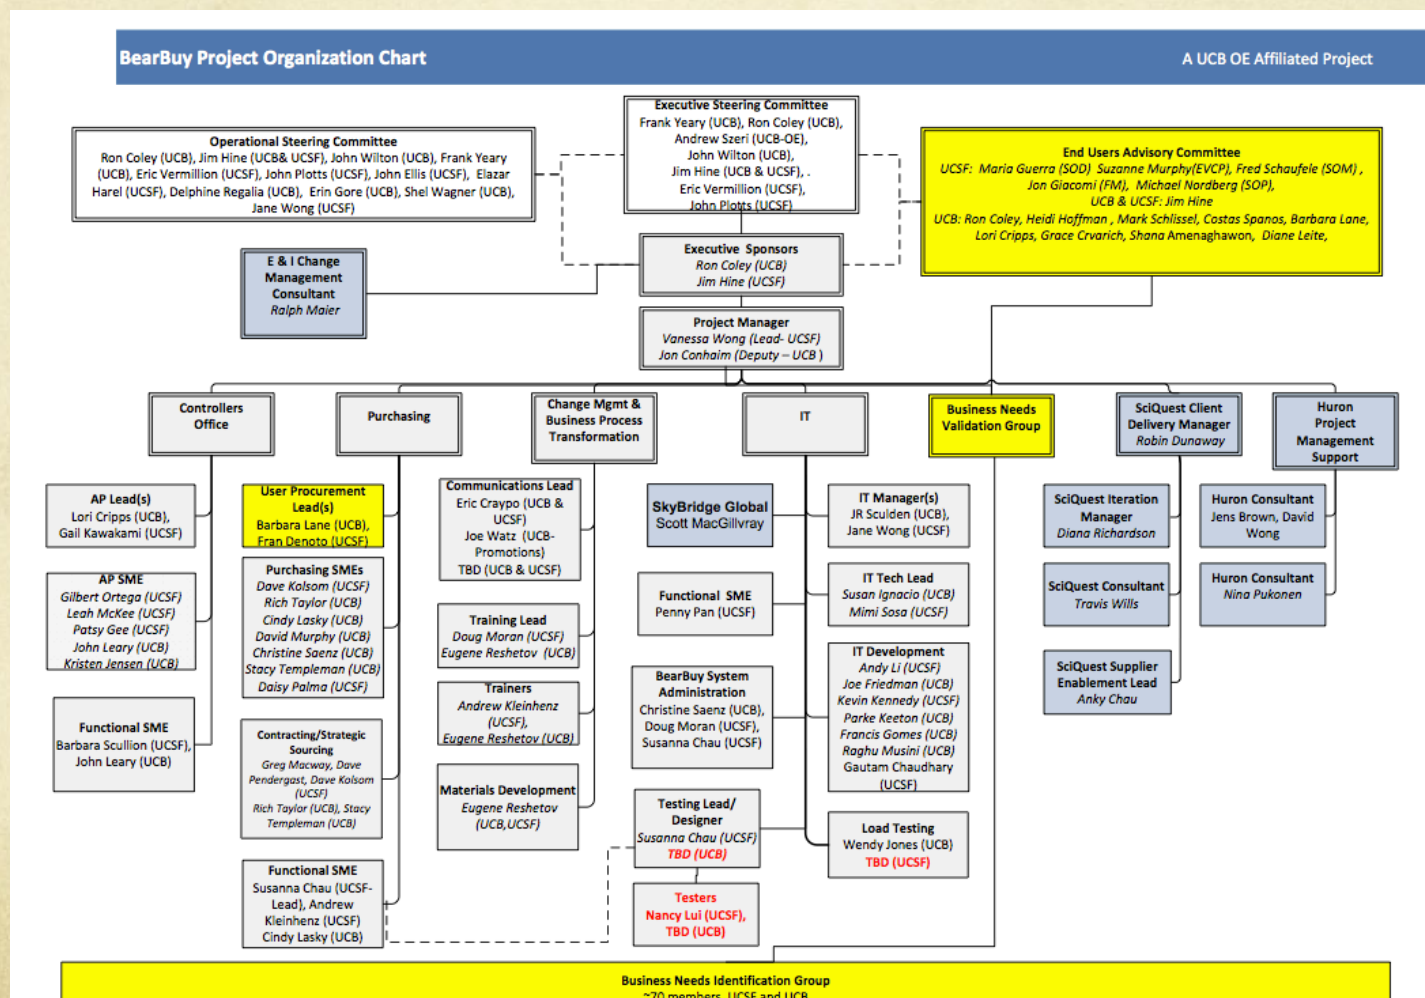 BearBuy Project Organization Chart
A UCB OE Affiliated Project
Executive Steering Committee
Frank Yeary (UCB), Ron Coley (UCB),
Andrew Szeri (UCB-OE),
John Wilton (UCB),
Jim Hine (UCB & UCSF), .
Eric Vermillion (UCSF),
John Plotts (UCSF)
Operational Steering Committee
Ron Coley (UCB), Jim Hine (UCB& UCSF), John Wilton (UCB), Frank Yeary
(UCB), Eric Vermillion (UCSF), John Plotts (UCSF), John Ellis (UCSF), Elazar
Harel (UCSF), Delphine Regalia (UCB), Erin Gore (UCB), Shel Wagner (UCB),
Jane Wong (UCSF)
End Users Advisory Committee
UCSF: Maria Guerra (SOD) Suzanne Murphy(EVCP), Fred Schaufele (SOM) ,
Jon Giacomi (FM), Michael Nordberg (SOP),
UCB & UCSF: Jim Hine
UCB: Ron Coley, Heidi Hoffman , Mark Schlissel, Costas Spanos, Barbara Lane,
Lori Cripps, Grace Crvarich, Shana Amenaghawon, Diane Leite,
Executive Sponsors
Ron Coley (UCB)
Jim Hine (UCSF)
E & I Change
Management
Consultant
Ralph Maier
Project Manager
Vanessa Wong (Lead- UCSF)
Jon Conhaim (Deputy – UCB )
Controllers
Office
Purchasing
Change Mgmt &
Business Process
Transformation
IT
Business Needs
Validation Group
SciQuest Client
Delivery Manager
Robin Dunaway
Huron
Project
Management
Support
AP Lead(s)
Lori Cripps (UCB),
Gail Kawakami (UCSF)
AP SME
Gilbert Ortega (UCSF)
Leah McKee (UCSF)
Patsy Gee (UCSF)
John Leary (UCB)
Kristen Jensen (UCB)
Functional SME
Barbara Scullion (UCSF),
John Leary (UCB)
User Procurement
Lead(s)
Barbara Lane (UCB),
Fran Denoto (UCSF)
Purchasing SMEs
Dave Kolsom (UCSF)
Rich Taylor (UCB)
Cindy Lasky (UCB)
David Murphy (UCB)
Christine Saenz (UCB)
Stacy Templeman (UCB)
Daisy Palma (UCSF)
Contracting/Strategic
Sourcing
Greg Macway, Dave
Pendergast, Dave Kolsom
(UCSF)
Rich Taylor (UCB), Stacy
Templeman (UCB)
Functional SME
Susanna Chau (UCSF-
Lead), Andrew
Kleinhenz (UCSF)
Cindy Lasky (UCB)
Communications Lead
Eric Craypo (UCB &
UCSF)
Joe Watz (UCB-
Promotions)
TBD (UCB & UCSF)
Training Lead
Doug Moran (UCSF)
Eugene Reshetov (UCB)
Trainers
Andrew Kleinhenz
(UCSF),
Eugene Reshetov (UCB)
Materials Development
Eugene Reshetov
(UCB,UCSF)
SkyBridge Global
Scott MacGillvray
Functional SME
Penny Pan (UCSF)
BearBuy System
Administration
Christine Saenz (UCB),
Doug Moran (UCSF),
Susanna Chau (UCSF)
Testing Lead/
Designer
Susanna Chau (UCSF)
TBD (UCB)
Testers
Nancy Lui (UCSF),
TBD (UCB)
IT Manager(s)
JR Sculden (UCB),
Jane Wong (UCSF)
IT Tech Lead
Susan Ignacio (UCB)
Mimi Sosa (UCSF)
IT Development
Andy Li (UCSF)
Joe Friedman (UCB)
Kevin Kennedy (UCSF)
Parke Keeton (UCB)
Francis Gomes (UCB)
Raghu Musini (UCB)
Gautam Chaudhary
(UCSF)
Load Testing
Wendy Jones (UCB)
TBD (UCSF)
SciQuest Iteration
Manager
Diana Richardson
SciQuest Consultant
Travis Wills
SciQuest Supplier
Enablement Lead
Anky Chau
Huron Consultant
Jens Brown, David
Wong
Huron Consultant
Nina Pukonen
Business Needs Identification Group
~70 members, UCSF and UCB